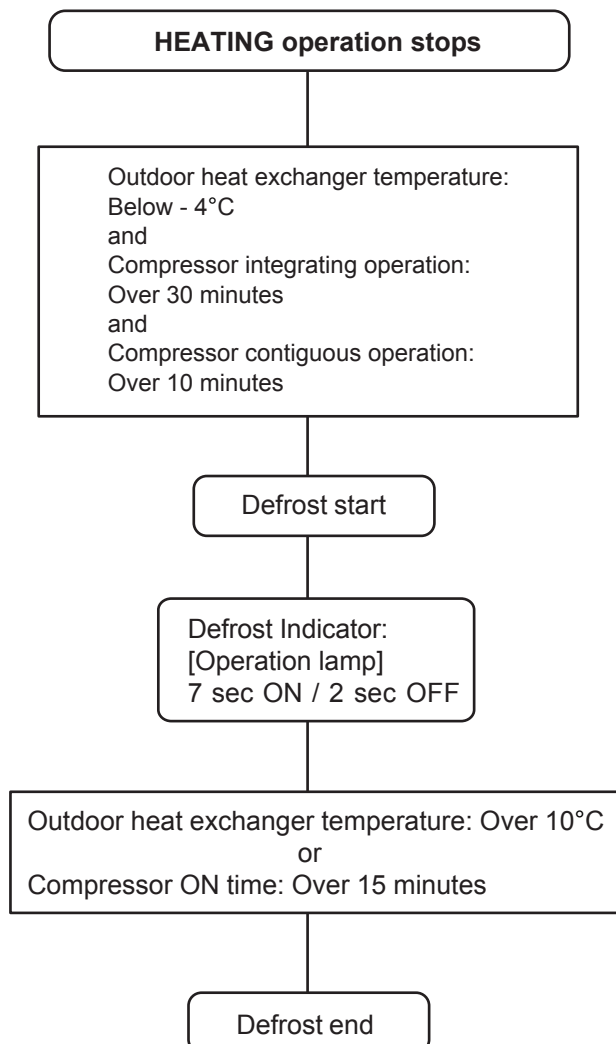 HEATING operation stops
Outdoor heat exchanger temperature:
Below - 4°C
and
Compressor integrating operation:
Over 30 minutes
and
Compressor contiguous operation:
Over 10 minutes
Defrost start
Defrost Indicator:
[Operation lamp]
7 sec ON / 2 sec OFF
Outdoor heat exchanger temperature: Over 10°C
or
Compressor ON time: Over 15 minutes
Defrost end